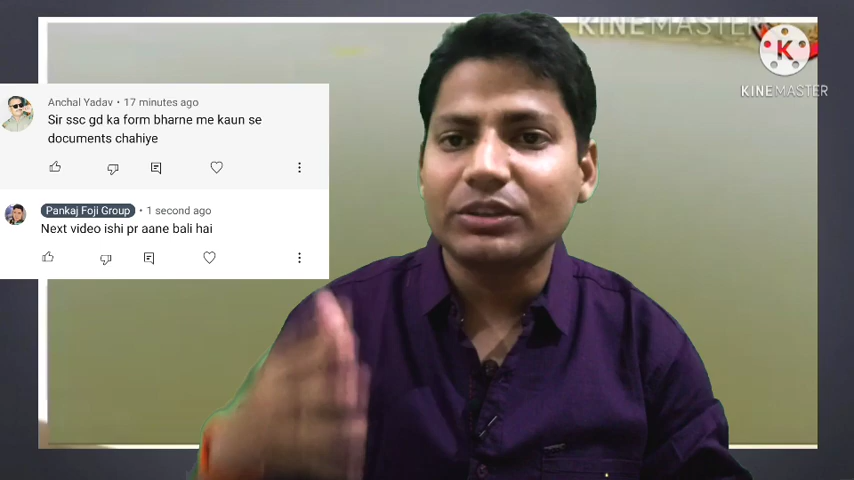 KINEMASTER
K
KINEMASTER
Anchal Yadav • 17 minutes ago
Sir ssc gd ka form bharne me kaun se
documents chahiye
Pankaj Foji Group • 1 second ago
Next video ishi pr aane bali hai